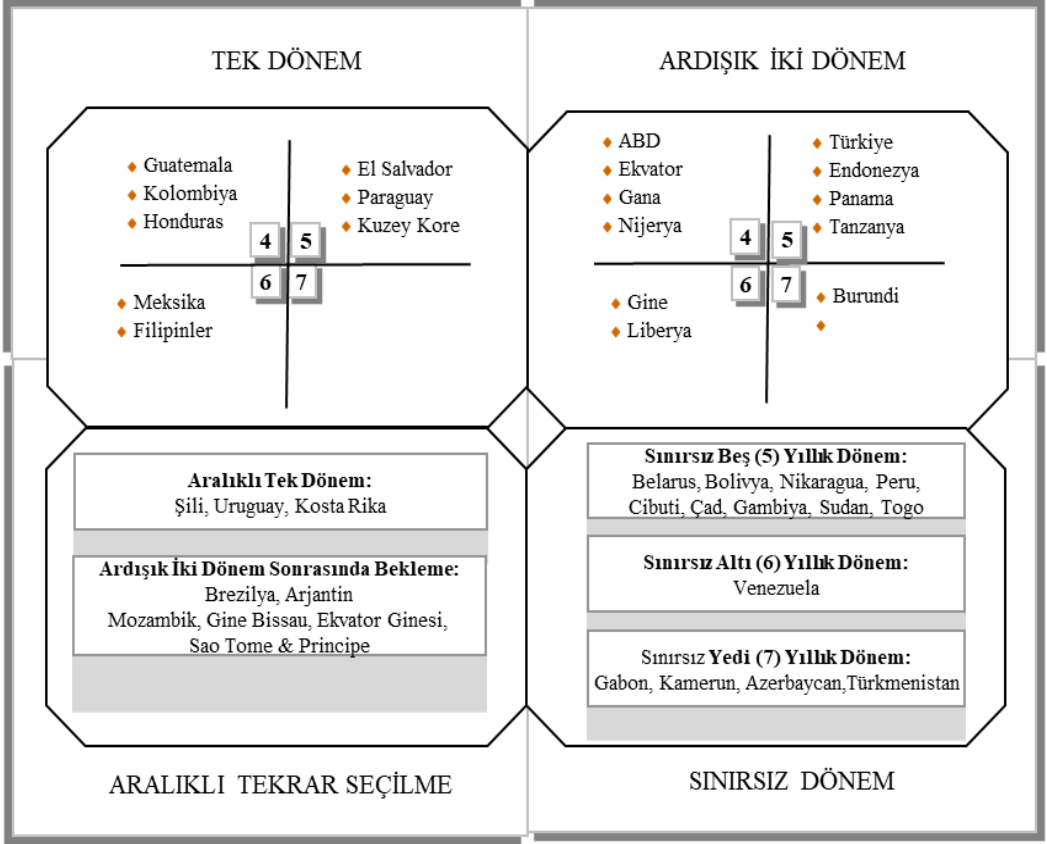 TEK DÖNEM
Guatemala
Kolombiya
Honduras
El Salvador
Paraguay
Kuzey Kore
4
5
6
7
Meksika
Filipinler
ARDIŞIK İKİ DÖNEM
ABD
Ekvator
Gana
Nijerya
Türkiye
Endonezya
Panama
Tanzanya
4
5
6
7
Gine
Liberya
Burundi
Aralıklı Tek Dönem:
Şili, Uruguay, Kosta Rika
Ardışık İki Dönem Sonrasında Bekleme:
Brezilya, Arjantin
Mozambik, Gine Bissau, Ekvator Ginesi,
Sao Tome & Principe
ARALIKLI TEKRAR SEÇİLME
Sınırsız Beş (5) Yıllık Dönem:
Belarus, Bolivya, Nikaragua, Peru,
Cibuti, Çad, Gambiya, Sudan, Togo
Sınırsız Altı (6) Yıllık Dönem:
Venezuela
Sınırsız Yedi (7) Yıllık Dönem:
Gabon, Kamerun, Azerbaycan,Türkmenistan
SINIRSIZ DÖNEM